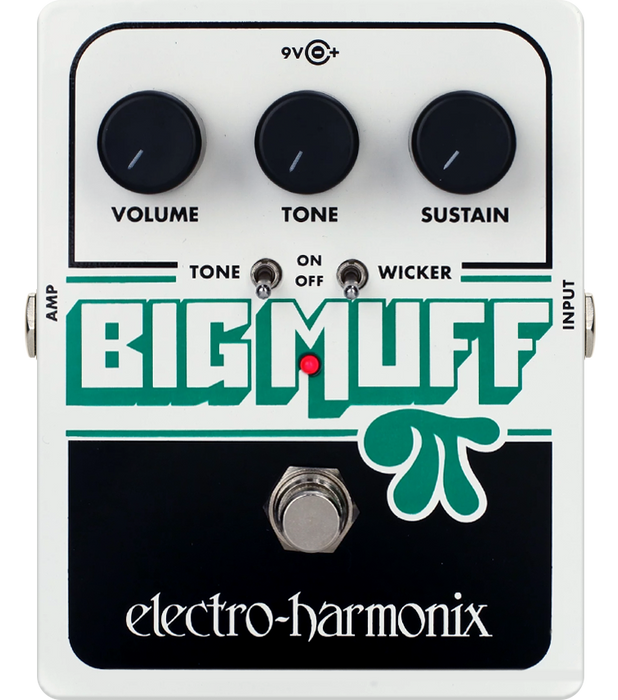 9V +
VOLUME TONE SUSTAIN
TONE ON OFF WICKER
AMP
INPUT
BIG MUFF
π
electro-harmonix